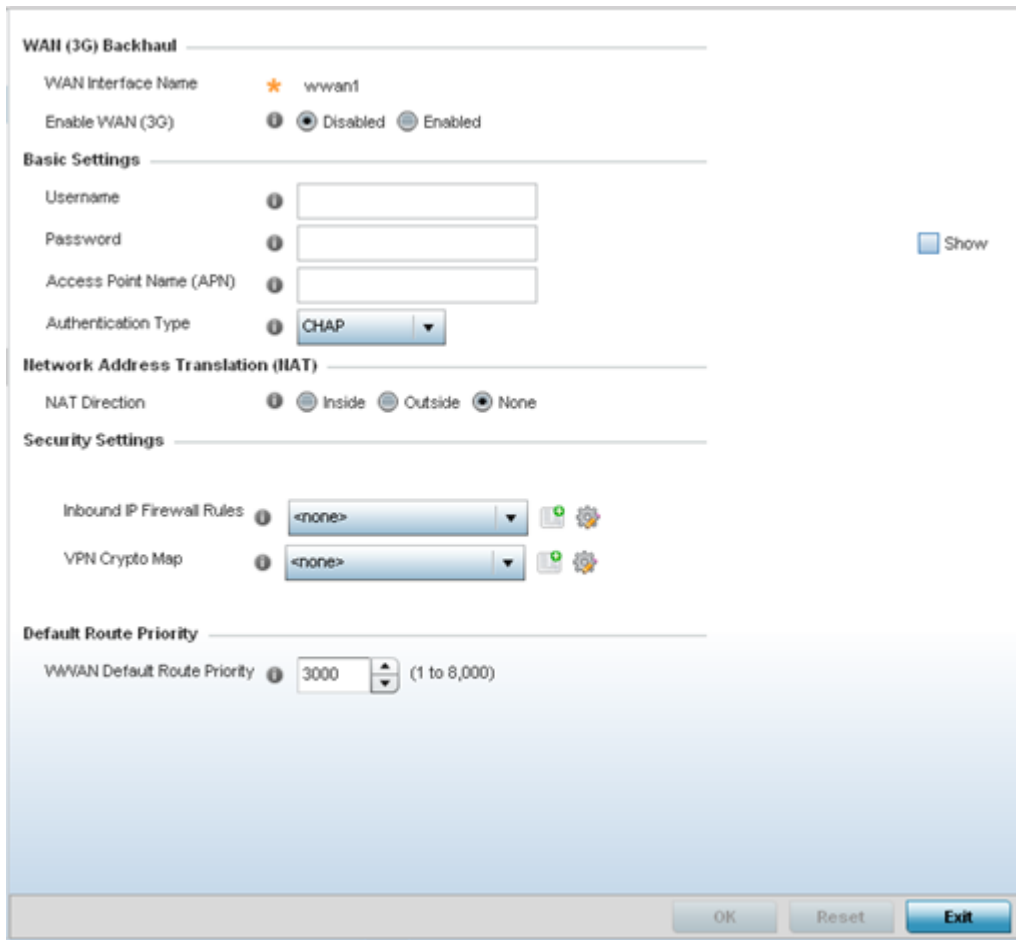 WAN (3G) Backhaul
WAN Interface Name * wwan1
Enable WAN (3G) Disabled Enabled
Basic Settings
Username
Password Show
Access Point Name (APN)
Authentication Type CHAP
Network Address Translation (NAT)
NAT Direction Inside Outside None
Security Settings
Inbound IP Firewall Rules <none>
VPN Crypto Map <none>
Default Route Priority
WWAN Default Route Priority 3000 (1 to 8,000)
OK Reset Exit